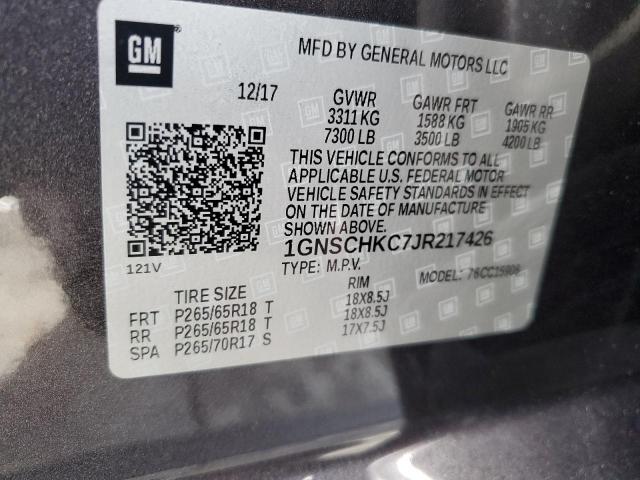 GM
MFD BY GENERAL MOTORS LLC
12/17 GVWR GAWR FRT GAWR RR
3311 KG 1588 KG 1905 KG
7300 LB 3500 LB 4200 LB
THIS VEHICLE CONFORMS TO ALL
APPLICABLE U.S. FEDERAL MOTOR
VEHICLE SAFETY STANDARDS IN EFFECT
ON THE DATE OF MANUFACTURE
SHOWN ABOVE.
1GNSCHKC7JR217426
121V
TYPE: M.P.V. MODEL: 76CC15906
TIRE SIZE RIM
FRT P265/65R18 T 18X8.5J
RR P265/65R18 T 18X8.5J
SPA P265/70R17 S 17X7.5J